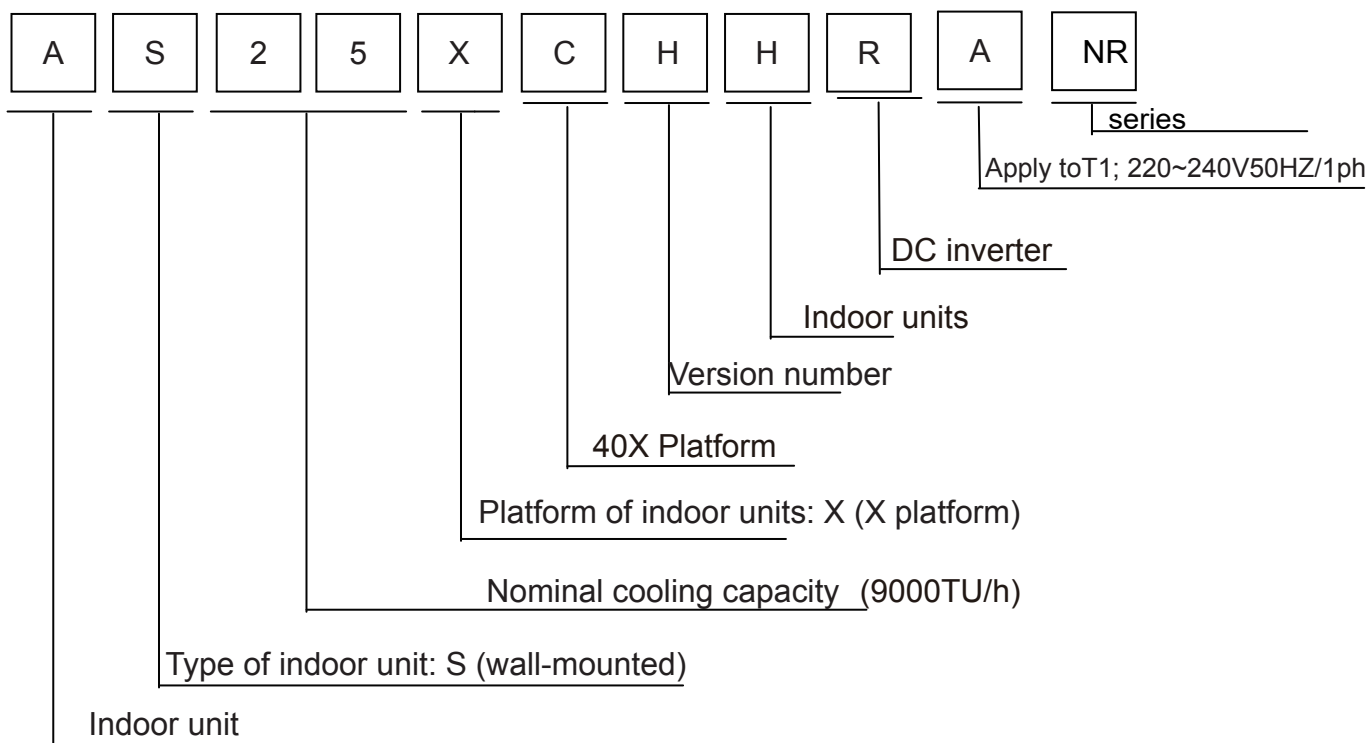 A S 2 5 X C H H R A NR
series
Apply toT1; 220~240V50HZ/1ph
DC inverter
Indoor units
Version number
40X Platform
Platform of indoor units: X (X platform)
Nominal cooling capacity (9000TU/h)
Type of indoor unit: S (wall-mounted)
Indoor unit